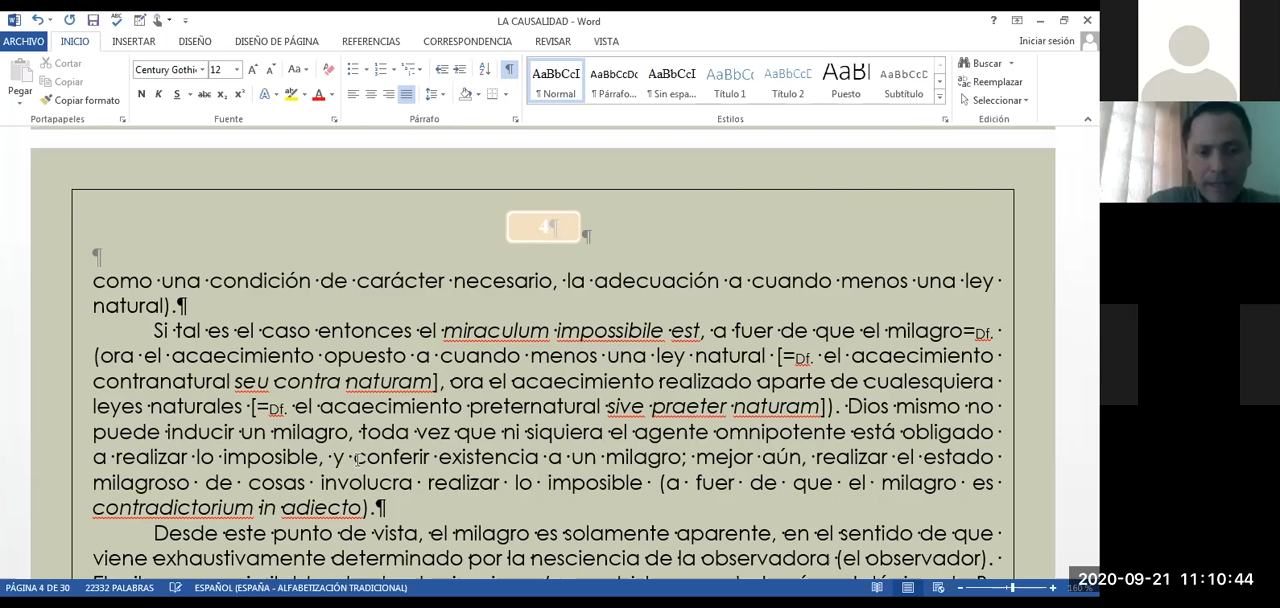 LA CAUSALIDAD - Word
ARCHIVO INICIO INSERTAR DISEÑO DISEÑO DE PÁGINA REFERENCIAS CORRESPONDENCIA REVISAR VISTA Iniciar sesión
Pegar
Cortar
Copiar
Copiar formato
Century Gothi 12
AaBbCcI AaBbCcDc AaBbCcI AaBbCc AaBbCcD AaBl AaBbCcD
¶ Normal ¶ Párrafo... ¶ Sin espa... Título 1 Título 2 Puesto Subtítulo
Buscar
Reemplazar
Seleccionar
Portapapeles Fuente Párrafo Estilos Edición
4¶ ¶
¶
como una condición de carácter necesario, la adecuación a cuando menos una ley
natural).¶
Si tal es el caso entonces el miraculum impossibile est, a fuer de que el milagro=Df.
(ora el acaecimiento opuesto a cuando menos una ley natural [=Df. el acaecimiento
contranatural seu contra naturam], ora el acaecimiento realizado aparte de cualesquiera
leyes naturales [=Df. el acaecimiento preternatural sive praeter naturam]). Dios mismo no
puede inducir un milagro, toda vez que ni siquiera el agente omnipotente está obligado
a realizar lo imposible, y conferir existencia a un milagro; mejor aún, realizar el estado
milagroso de cosas involucra realizar lo imposible (a fuer de que el milagro es
contradictorium in adiecto).¶
Desde este punto de vista, el milagro es solamente aparente, en el sentido de que
viene exhaustivamente determinado por la nesciencia de la observadora (el observador).
PÁGINA 4 DE 30 22332 PALABRAS ESPAÑOL (ESPAÑA - ALFABETIZACIÓN TRADICIONAL) 160 %
2020-09-21 11:10:44